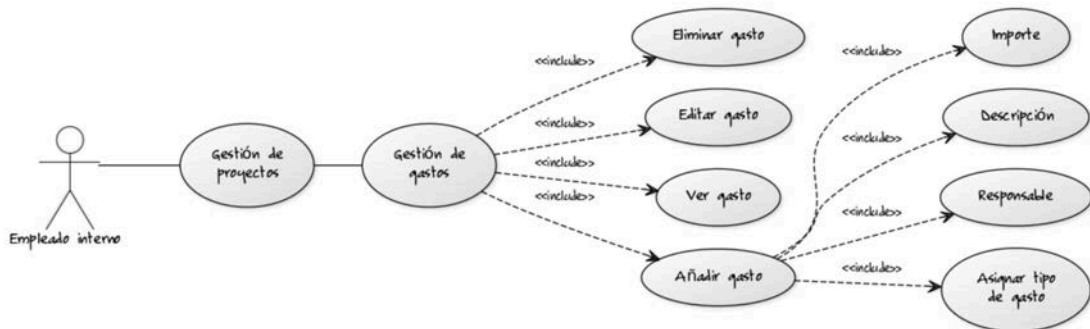 Eliminar gasto
<<include>>
Importe
<<include>>
Editar gasto
<<include>>
Descripción
<<include>>
Gestión de
proyectos
Gestión de
gastos
<<include>>
Ver gasto
<<include>>
Responsable
<<include>>
Empleado interno
Añadir gasto
<<include>>
Asignar tipo
de gasto